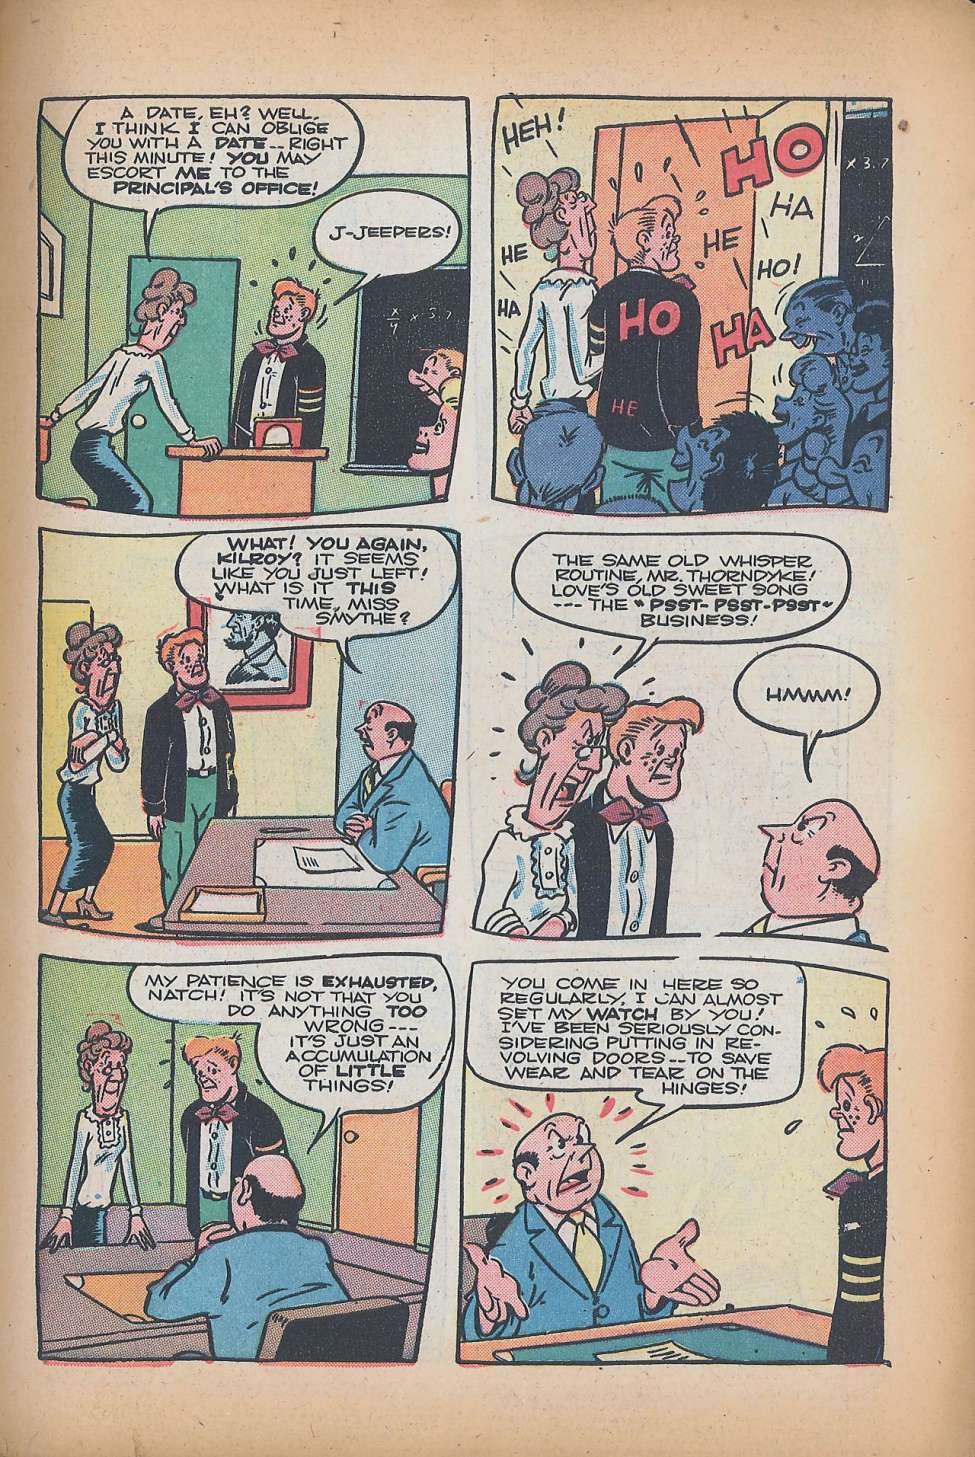 A DATE, EH? WELL,
I THINK I CAN OBLIGE
YOU WITH A DATE -- RIGHT
THIS MINUTE! YOU MAY
ESCORT ME TO THE
PRINCIPAL'S OFFICE!
J-JEEPERS!
HEH!
HO
HA
HE
HE
HO!
HA
HO
HA
HE
WHAT! YOU AGAIN,
KILROY? IT SEEMS
LIKE YOU JUST LEFT!
WHAT IS IT THIS
TIME, MISS
SMYTHE?
THE SAME OLD WHISPER
ROUTINE, MR. THORNDYKE!
LOVE'S OLD SWEET SONG
--- THE "PSST-PSST-PSST"
BUSINESS!
HMMM!
MY PATIENCE IS EXHAUSTED,
NATCH! IT'S NOT THAT YOU
DO ANYTHING TOO
WRONG---
IT'S JUST AN
ACCUMULATION
OF LITTLE
THINGS!
YOU COME IN HERE SO
REGULARLY, I CAN ALMOST
SET MY WATCH BY YOU!
I'VE BEEN SERIOUSLY CON-
SIDERING PUTTING IN RE-
VOLVING DOORS -- TO SAVE
WEAR AND TEAR ON THE
HINGES!